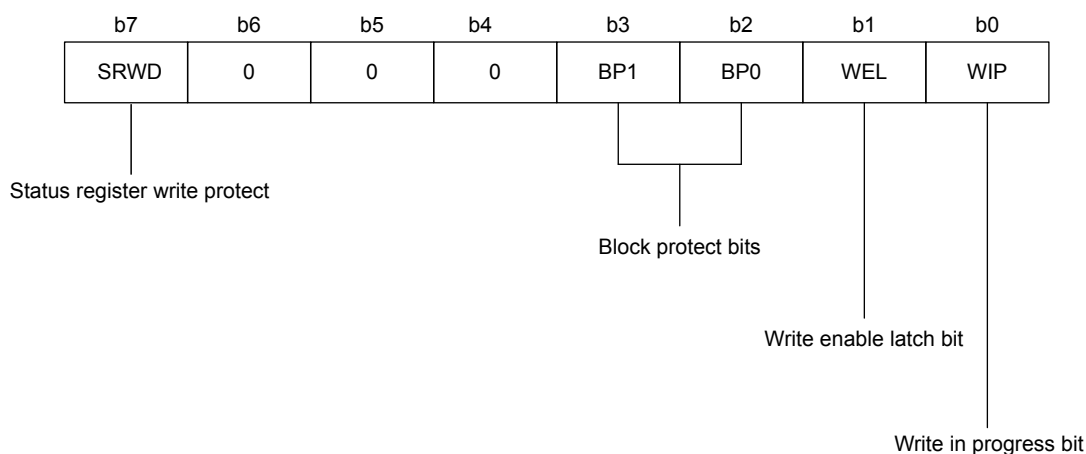 b7 b6 b5 b4 b3 b2 b1 b0
SRWD 0 0 0 BP1 BP0 WEL WIP
Status register write protect
Block protect bits
Write enable latch bit
Write in progress bit